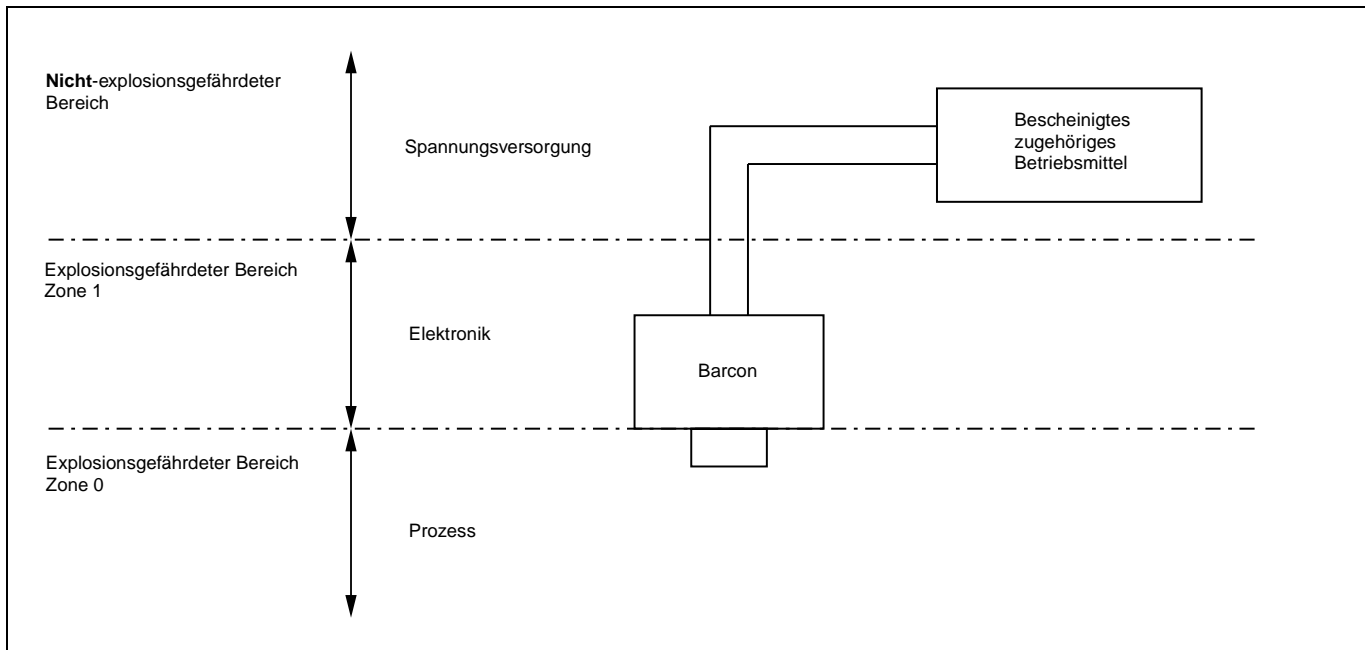 Nicht-explosionsgefährdeter
Bereich
Spannungsversorgung
Bescheinigtes
zugehöriges
Betriebsmittel
Explosionsgefährdeter Bereich
Zone 1
Elektronik
Barcon
Explosionsgefährdeter Bereich
Zone 0
Prozess